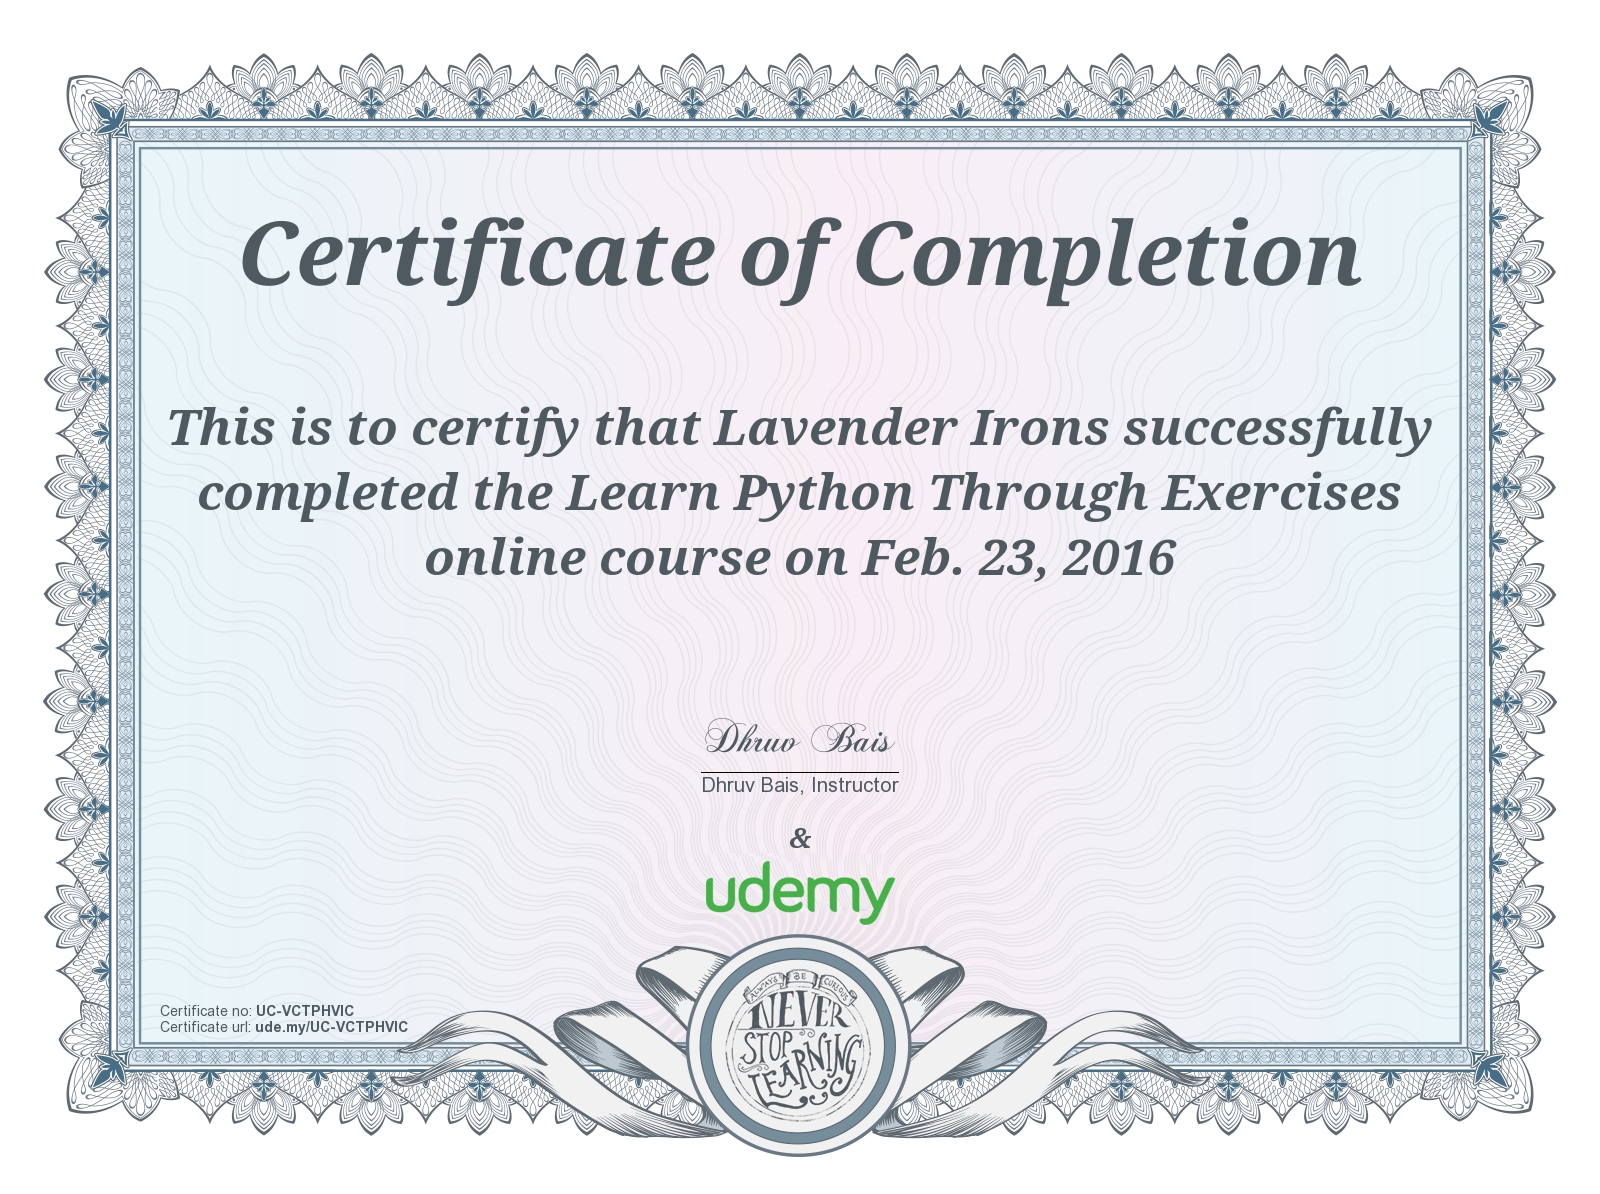 Certificate of Completion
This is to certify that Lavender Irons successfully
completed the Learn Python Through Exercises
online course on Feb. 23, 2016
Dhruv Bais
Dhruv Bais, Instructor
&
udemy
ALWAYS BE CURIOUS
NEVER
STOP
LEARNING
Certificate no: UC-VCTPHVIC
Certificate url: ude.my/UC-VCTPHVIC